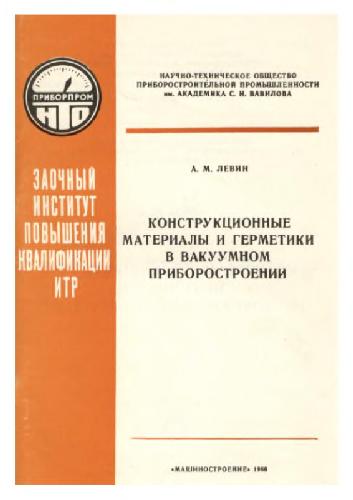 ПРИБОРПРОМ
НТО
ЗАОЧНЫЙ
ИНСТИТУТ
ПОВЫШЕНИЯ
КВАЛИФИКАЦИИ
ИТР
НАУЧНО-ТЕХНИЧЕСКОЕ ОБЩЕСТВО
ПРИБОРОСТРОИТЕЛЬНОЙ ПРОМЫШЛЕННОСТИ
им. АКАДЕМИКА С. И. ВАВИЛОВА
А. М. ЛЕВИН
КОНСТРУКЦИОННЫЕ
МАТЕРИАЛЫ И ГЕРМЕТИКИ
В ВАКУУМНОМ
ПРИБОРОСТРОЕНИИ
«МАШИНОСТРОЕНИЕ» 1968